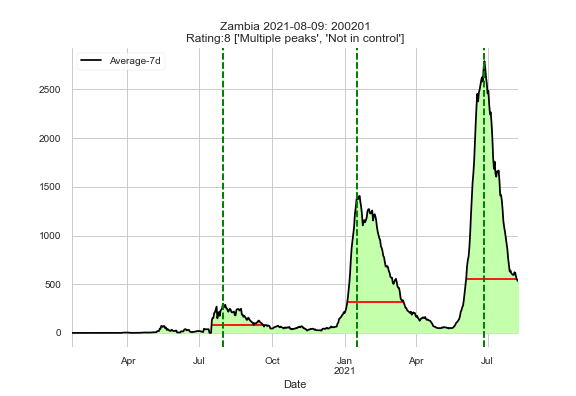 Zambia 2021-08-09: 200201
Rating:8 ['Multiple peaks', 'Not in control']
Average-7d
2500
2000
1500
1000
500
0
Apr Jul Oct Jan Apr Jul
2021
Date